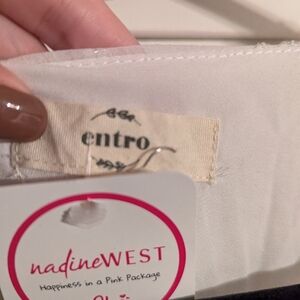 entro
nadineWEST
Happiness in a Pink Package